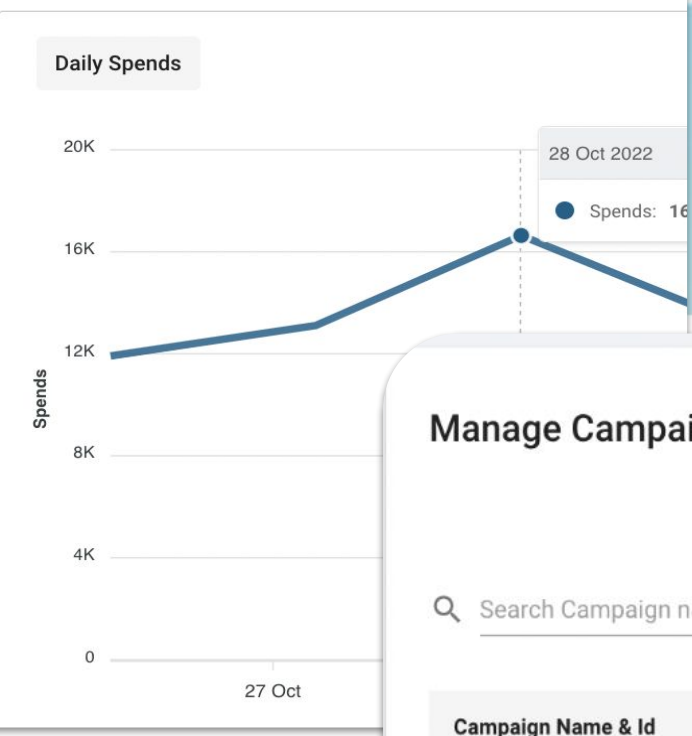 Daily Spends
20K
28 Oct 2022
Spends: 16
16K
12K
Spends
8K
4K
0
27 Oct
Manage Campai
Search Campaign n
Campaign Name & Id